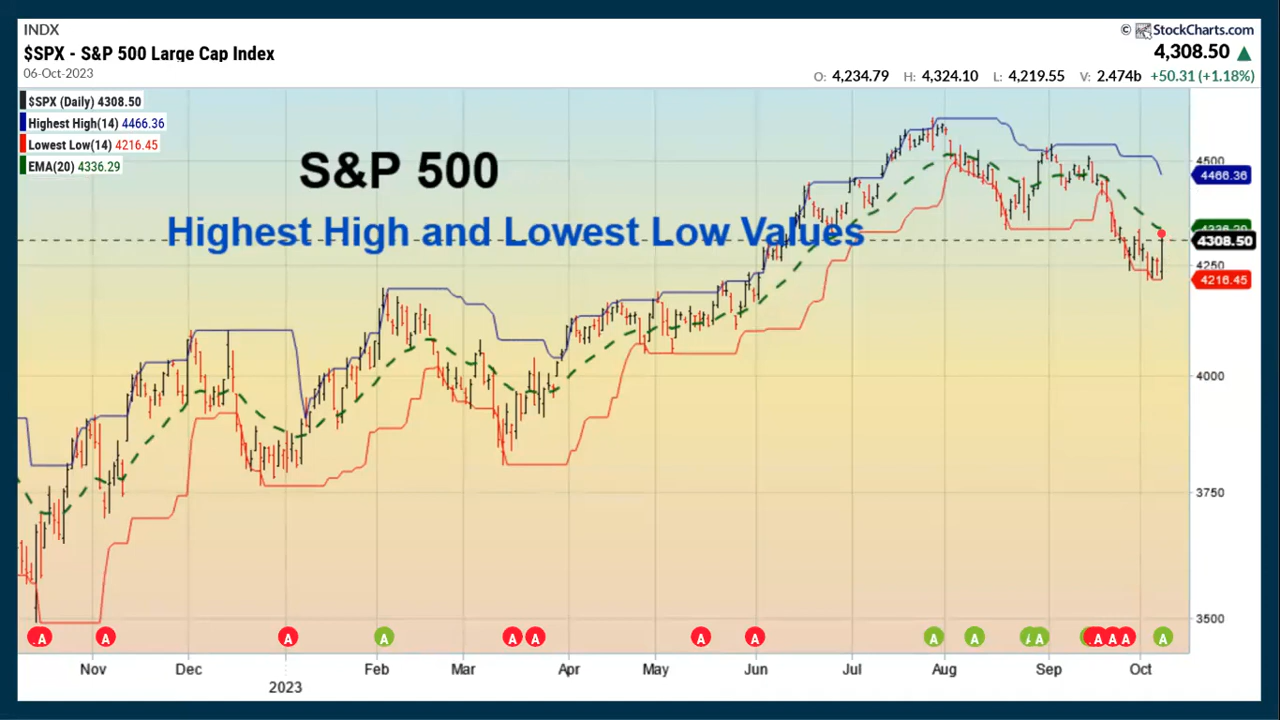 INDX
© StockCharts.com
$SPX - S&P 500 Large Cap Index
4,308.50 ▲
06-Oct-2023
O: 4,234.79 H: 4,324.10 L: 4,219.55 V: 2.474b +50.31 (+1.18%)
$SPX (Daily) 4308.50
Highest High(14) 4466.36
Lowest Low(14) 4216.45
EMA(20) 4336.29
S&P 500
Highest High and Lowest Low Values
4500
4466.36
4308.50
4250
4216.45
4000
3750
3500
A A A A A A A A A A A A A A A A
Nov Dec Feb Mar Apr May Jun Jul Aug Sep Oct
2023